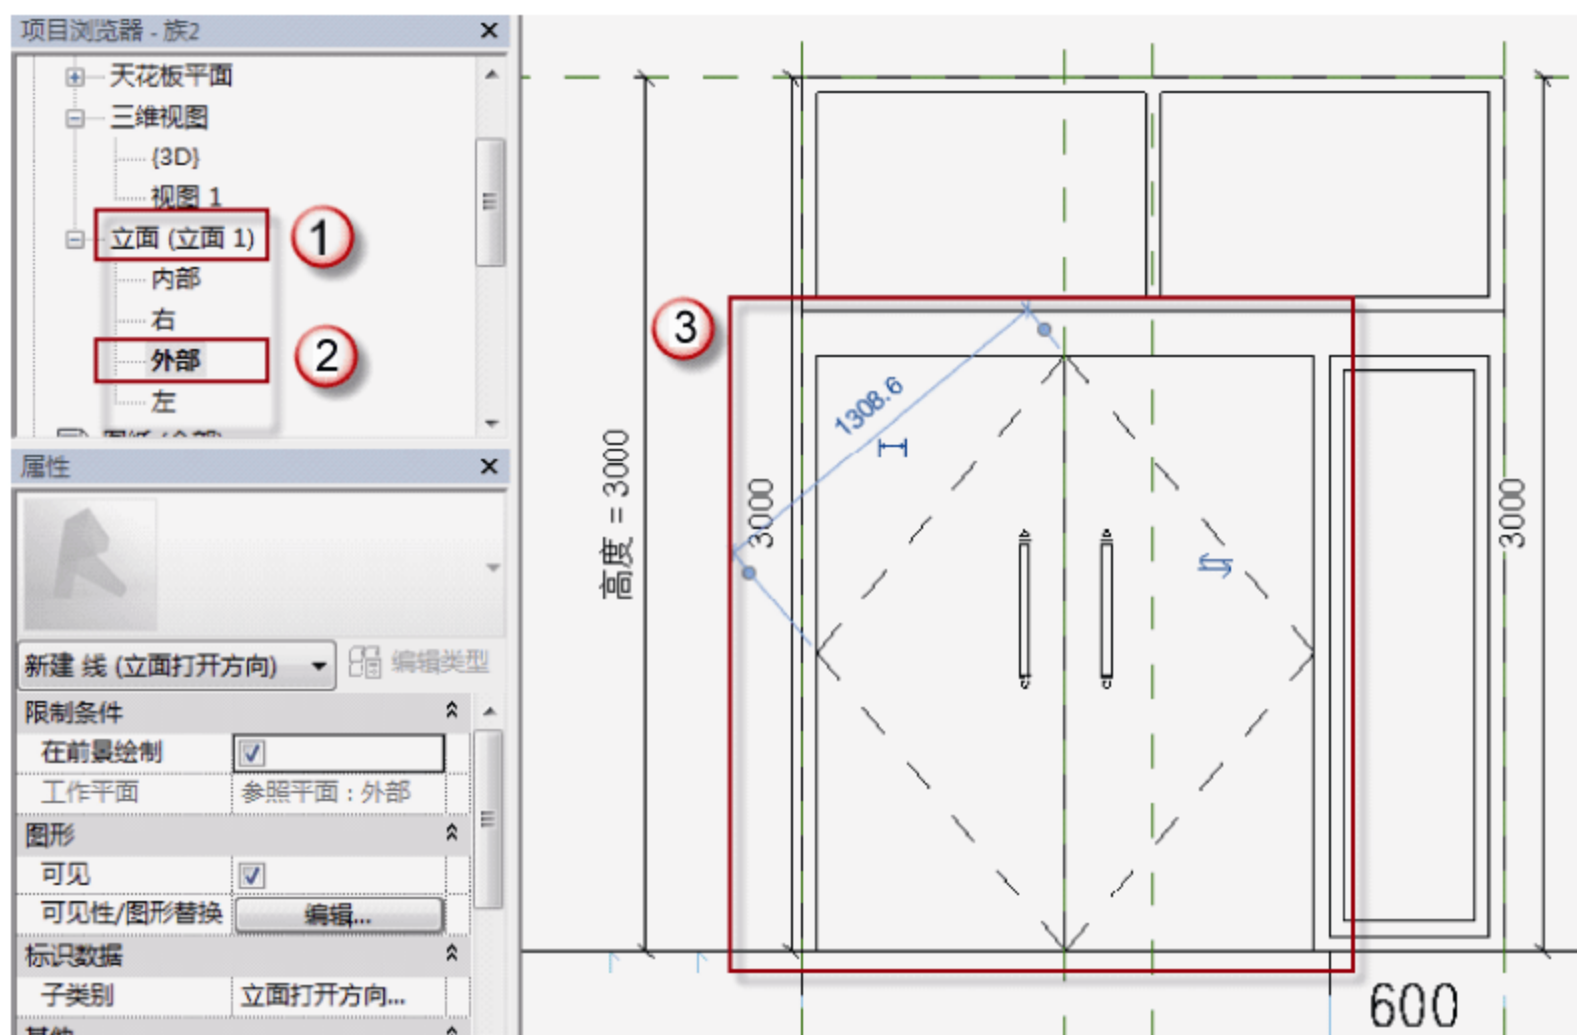 项目浏览器 - 族2
天花板平面
三维视图
{3D}
视图 1
立面 (立面 1)
1
内部
右
外部
2
左
属性
新建 线 (立面打开方向)
编辑类型
限制条件
在前景绘制
工作平面
参照平面：外部
图形
可见
可见性/图形替换
编辑...
标识数据
子类别
立面打开方向...
3
1308.6
高度 = 3000
3000
3000
600